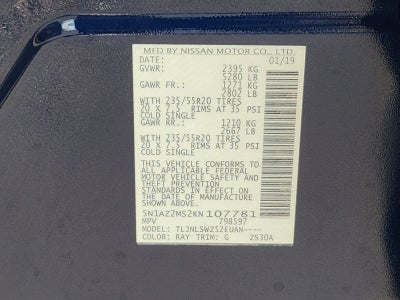 MFD BY NISSAN MOTOR CO., LTD.
DATE: 01/19
GVWR: 2395 KG
5280 LB
GAWR FR.: 1271 KG
2802 LB
WITH 235/55R20 TIRES
20 X 7.5 RIMS AT 35 PSI
COLD SINGLE
GAWR RR.: 1210 KG
2667 LB
WITH 235/55R20 TIRES
20 X 7.5 RIMS AT 35 PSI
COLD SINGLE
THIS VEHICLE CONFORMS TO
ALL APPLICABLE FEDERAL
MOTOR VEHICLE SAFETY AND
THEFT PREVENTION
STANDARDS IN EFFECT ON THE
DATE OF MANUFACTURE
SHOWN ABOVE.
5N1AZ2MS2KN107781
MPV 798597
MODEL: TLJNLSWZ52EUAN----
COLOR: RAY TRIM: G 2S30A